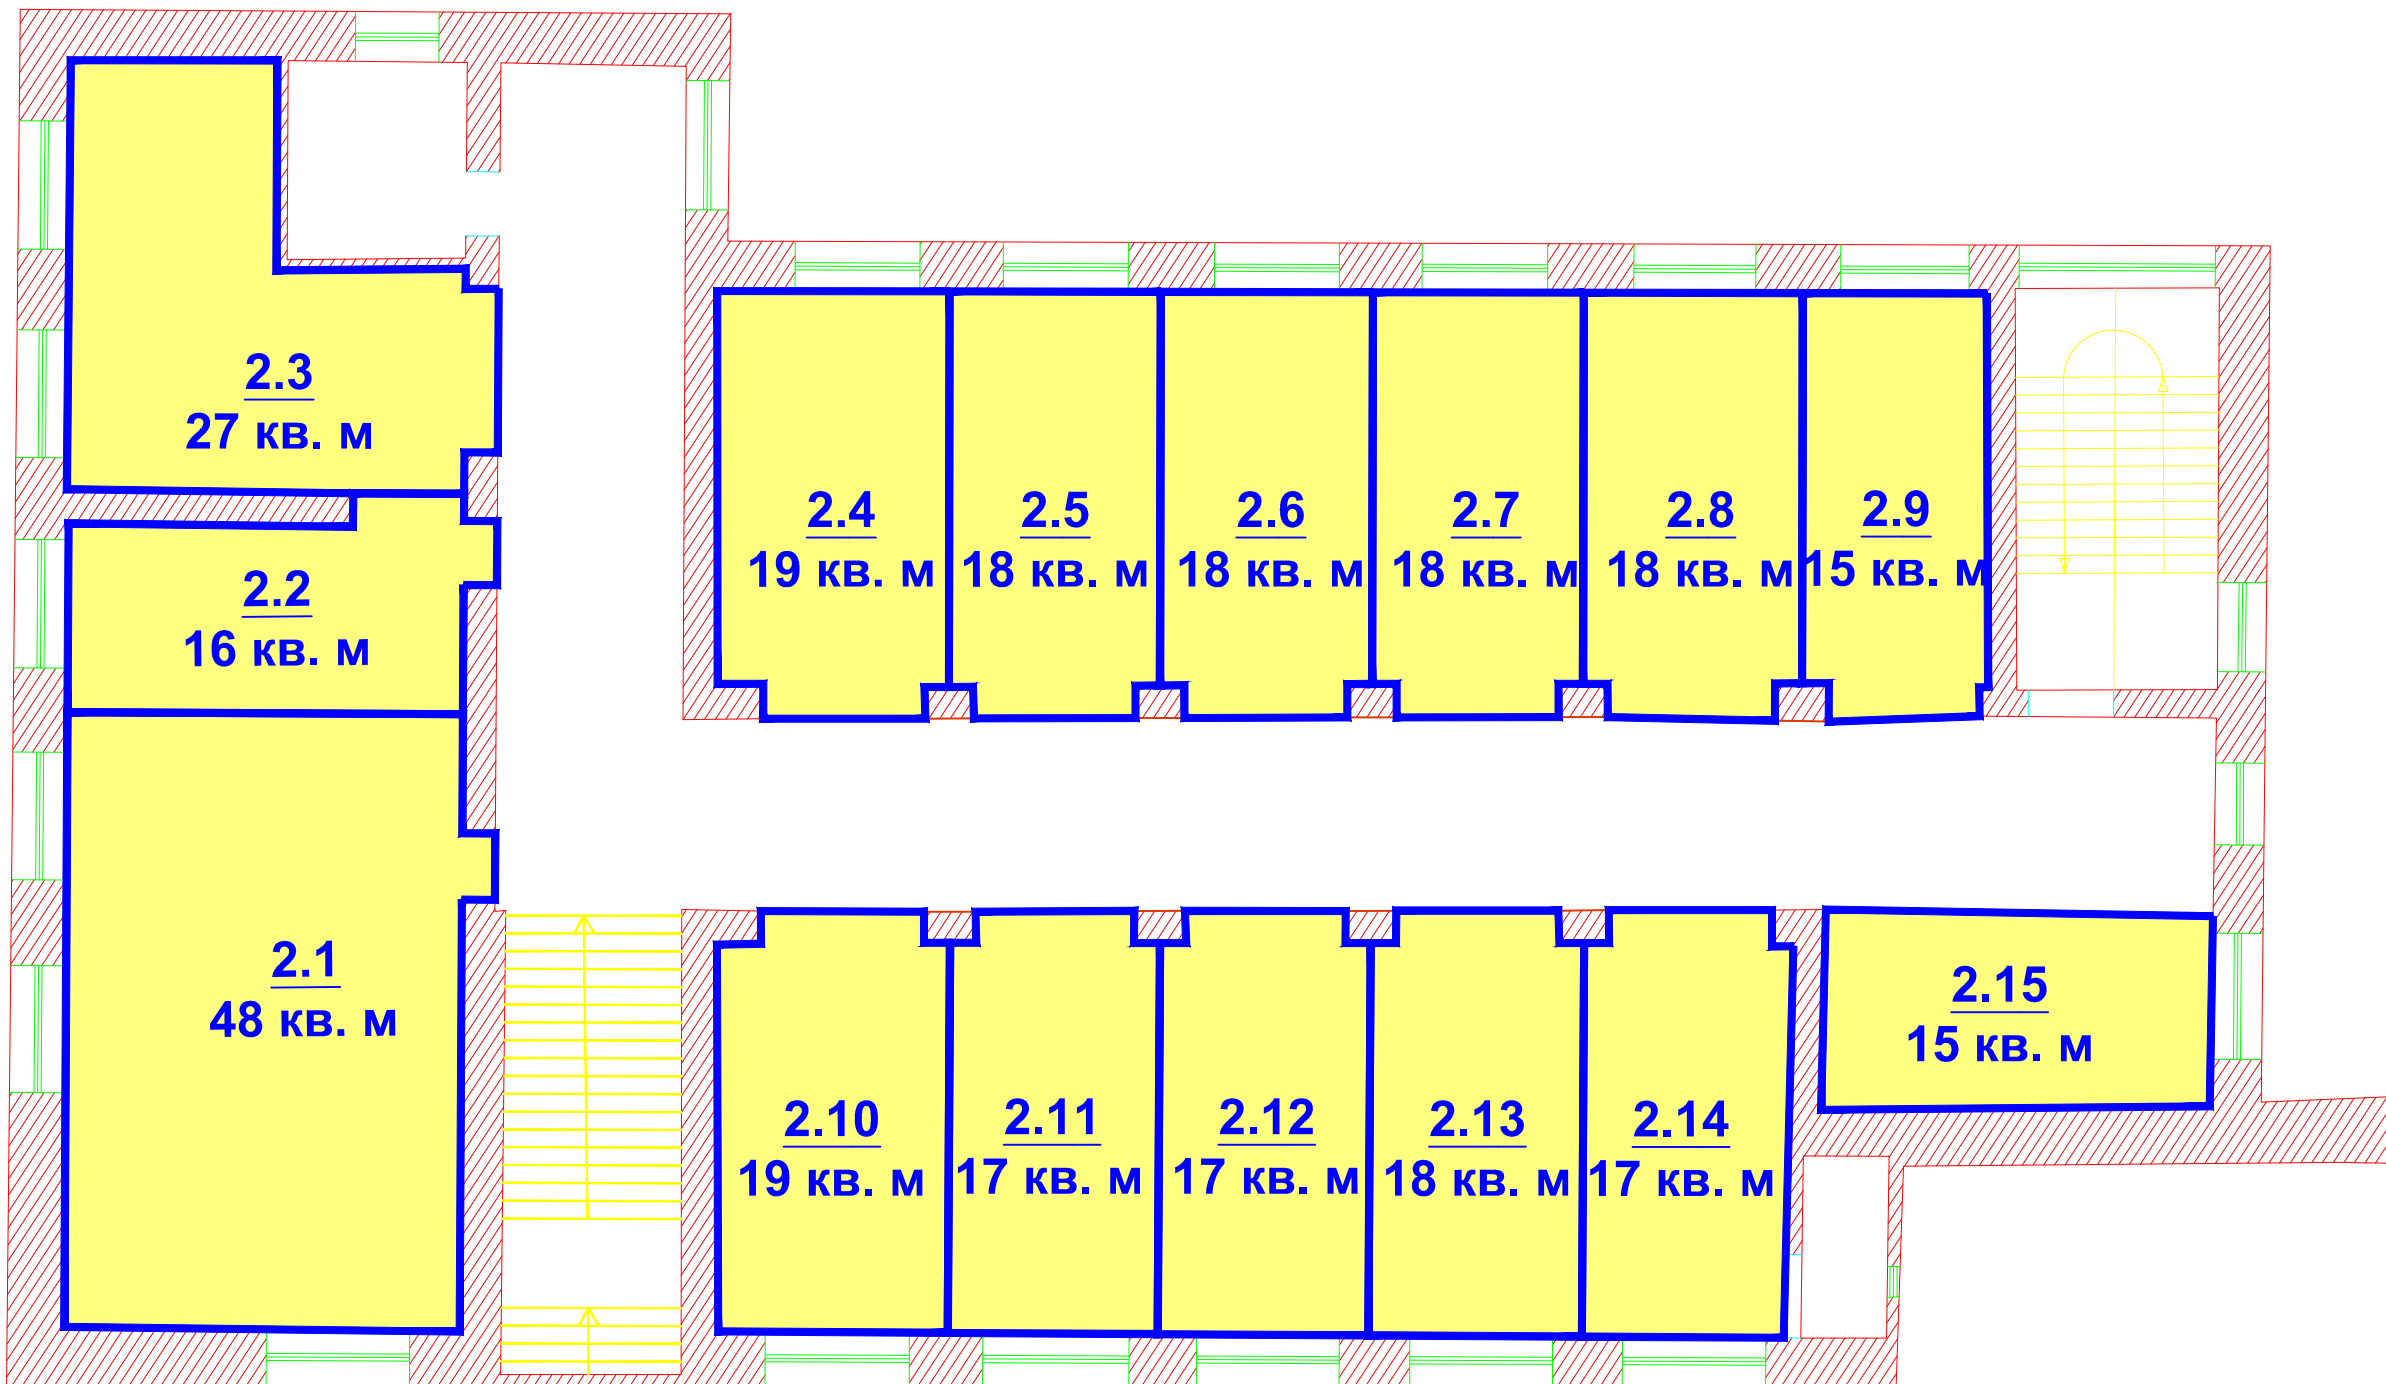 2.3
27 кв. м
2.2
16 кв. м
2.1
48 кв. м
2.4
19 кв. м
2.5
18 кв. м
2.6
18 кв. м
2.7
18 кв. м
2.8
18 кв. м
2.9
15 кв. м
2.10
19 кв. м
2.11
17 кв. м
2.12
17 кв. м
2.13
18 кв. м
2.14
17 кв. м
2.15
15 кв. м